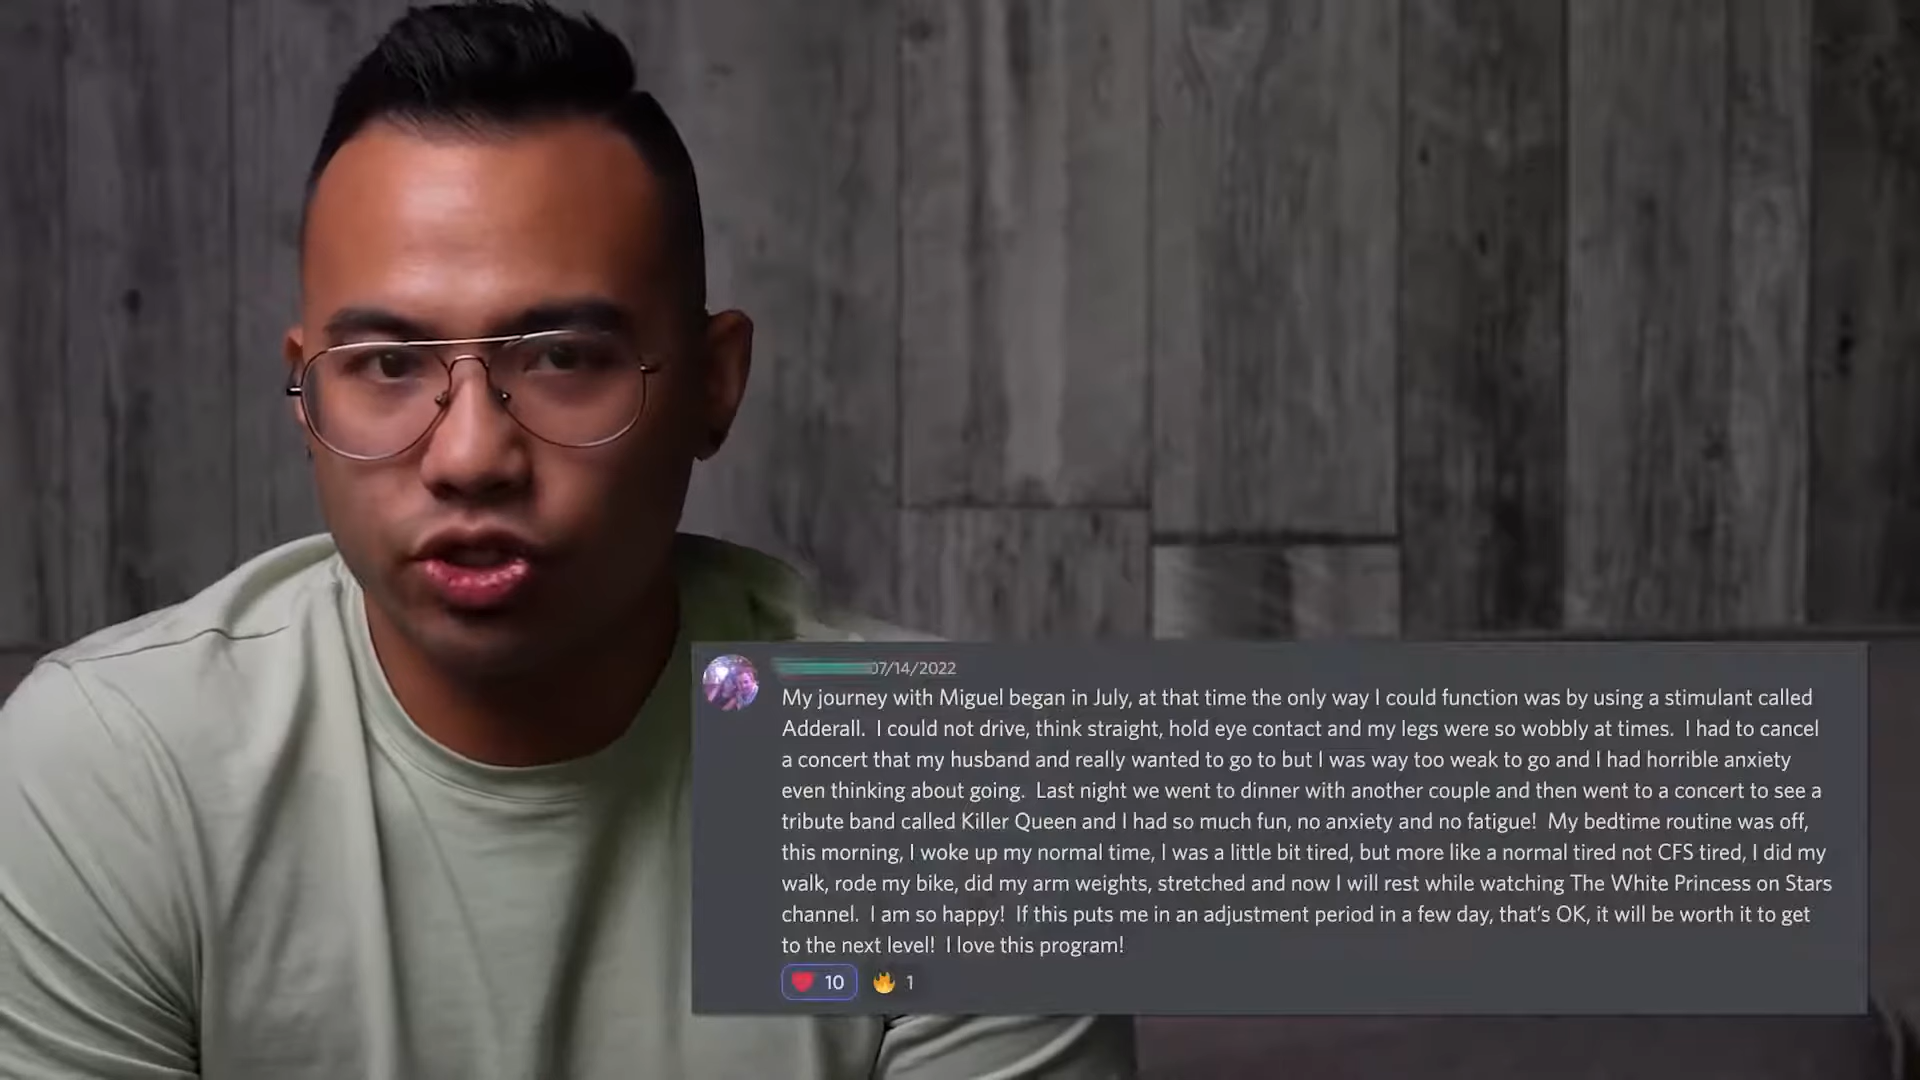 07/14/2022
My journey with Miguel began in July, at that time the only way I could function was by using a stimulant called
Adderall.  I could not drive, think straight, hold eye contact and my legs were so wobbly at times.  I had to cancel
a concert that my husband and really wanted to go to but I was way too weak to go and I had horrible anxiety
even thinking about going.  Last night we went to dinner with another couple and then went to a concert to see a
tribute band called Killer Queen and I had so much fun, no anxiety and no fatigue!  My bedtime routine was off,
this morning, I woke up my normal time, I was a little bit tired, but more like a normal tired not CFS tired, I did my
walk, rode my bike, did my arm weights, stretched and now I will rest while watching The White Princess on Stars
channel.  I am so happy!  If this puts me in an adjustment period in a few day, that’s OK, it will be worth it to get
to the next level!  I love this program!
10 1